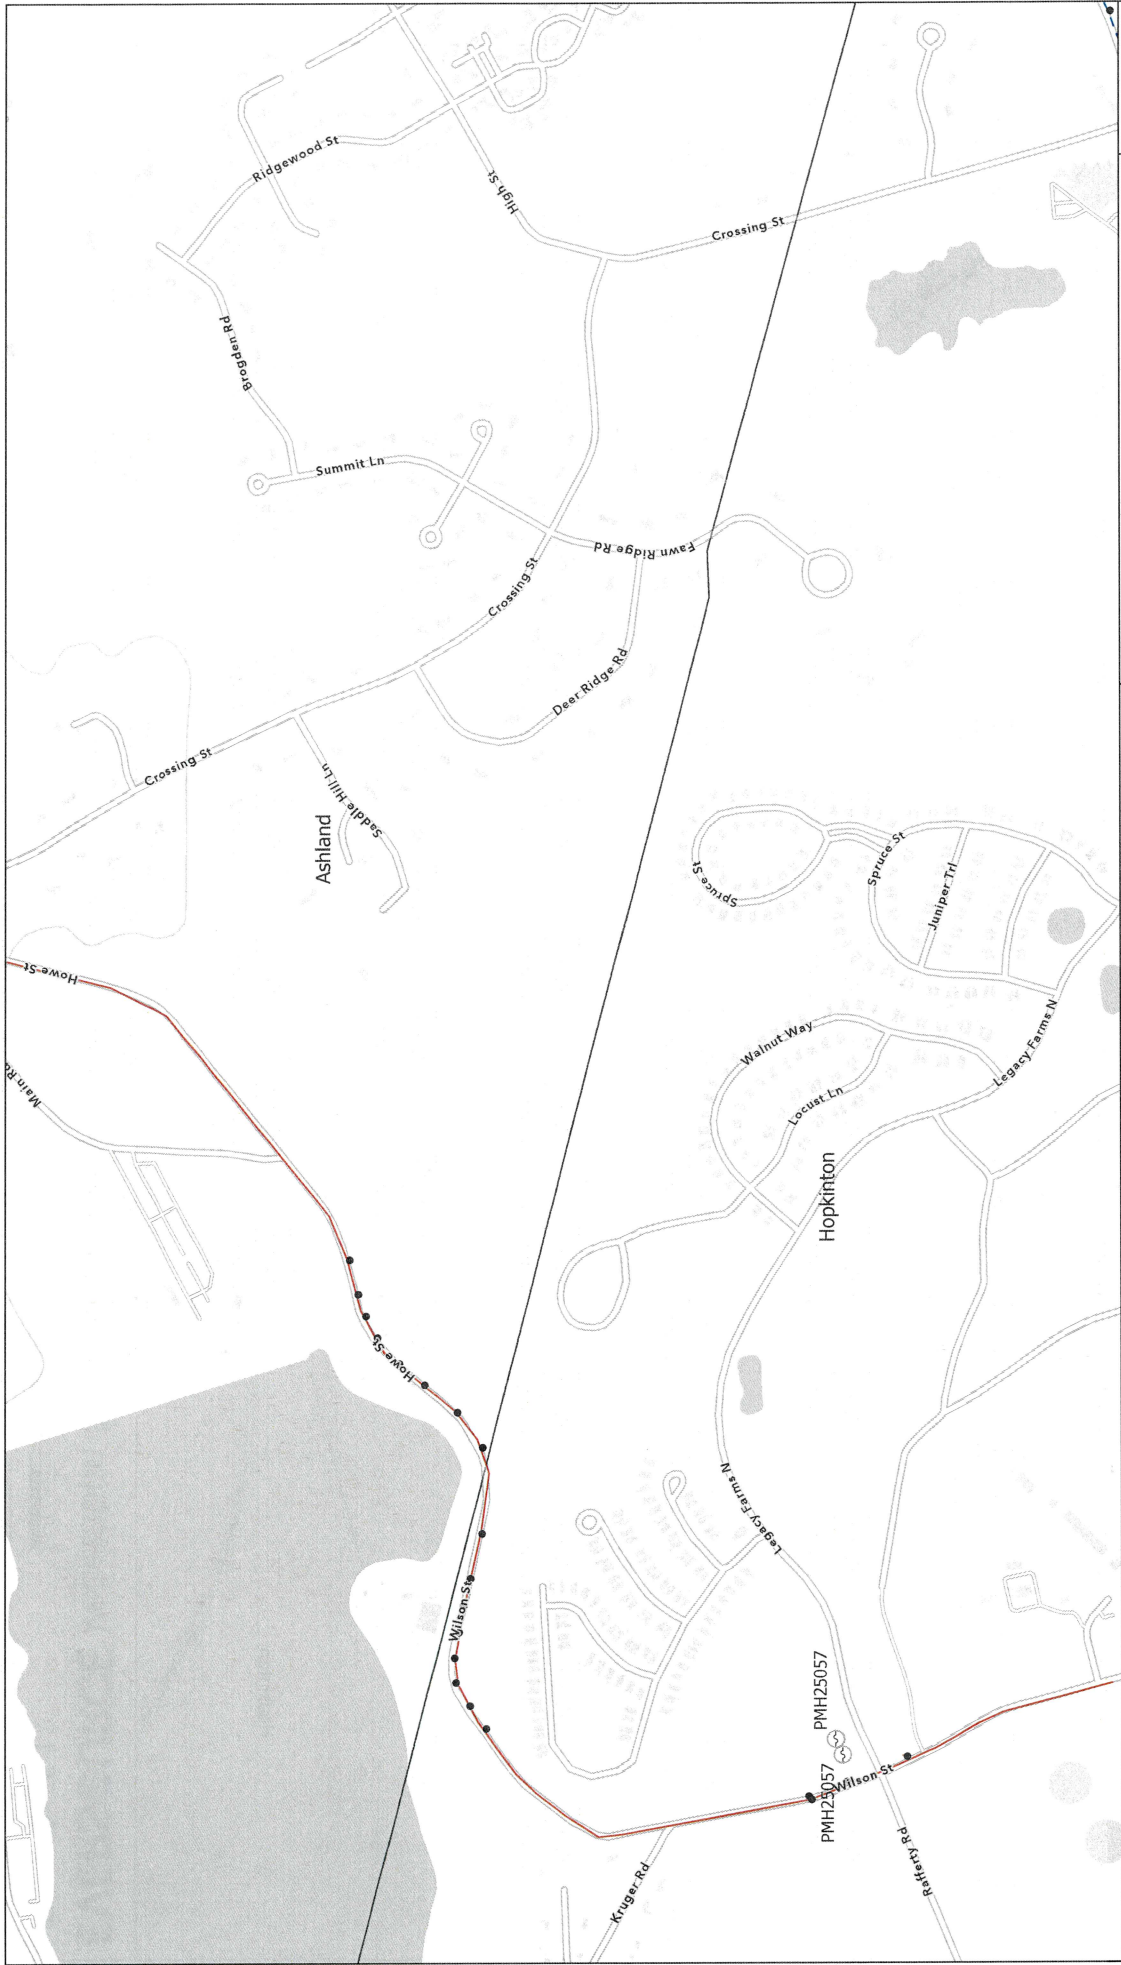 Ridgewood St
High St
Crossing St
Brogden Rd
Summit Ln
Fawn Ridge Rd
Crossing St
Deer Ridge Rd
Crossing St
Saddle Hill Ln
Ashland
Spruce St
Spruce St
Juniper Trl
Howe St
Main Rd
Walnut Way
Locust Ln
Legacy Farms N
Hopkinton
Howe St
Legacy Farms N
Wilson St
PMH25057
PMH25057
Wilson St
Kruger Rd
Rafferty Rd